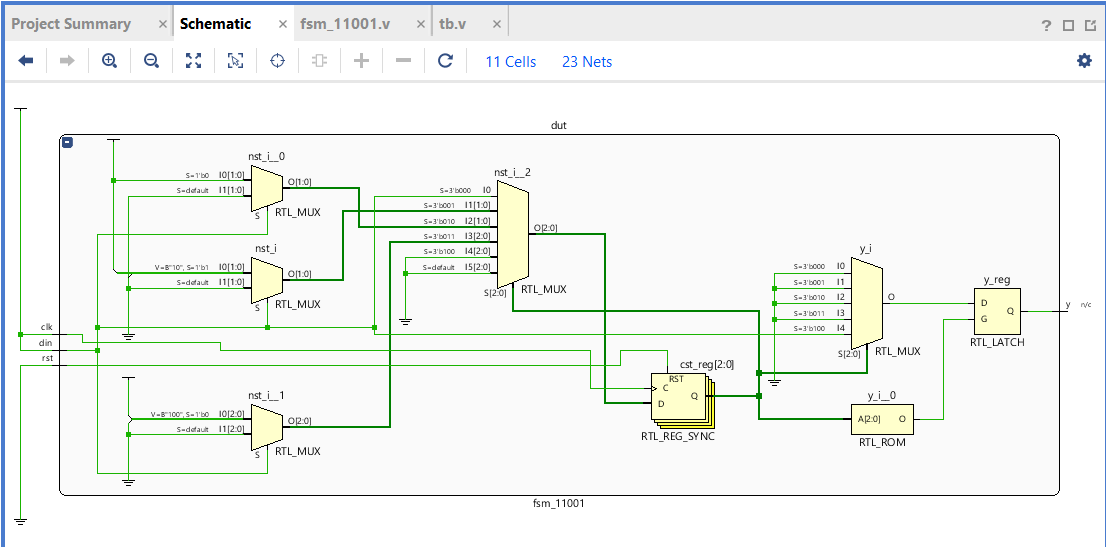 Project Summary × Schematic × fsm_11001.v × tb.v ×
?
11 Cells 23 Nets
dut
nst_i__0
S=1'b0 I0[1:0]
S=default I1[1:0]
O[1:0]
S
RTL_MUX
nst_i
V=B"10", S=1'b1 I0[1:0]
S=default I1[1:0]
O[1:0]
S
RTL_MUX
nst_i__2
S=3'b000 I0
S=3'b001 I1[1:0]
S=3'b010 I2[1:0]
S=3'b011 I3[2:0]
S=3'b100 I4[2:0]
S=default I5[2:0]
O[2:0]
S[2:0]
RTL_MUX
y_i
S=3'b000 I0
S=3'b001 I1
S=3'b010 I2
S=3'b011 I3
S=3'b100 I4
O
S[2:0]
RTL_MUX
y_reg
D
G
Q
RTL_LATCH
y n/c
clk
din
rst
nst_i__1
V=B"100", S=1'b0 I0[2:0]
S=default I1[2:0]
O[2:0]
S
RTL_MUX
cst_reg[2:0]
RST
C
D
Q
RTL_REG_SYNC
y_i__0
A[2:0] O
RTL_ROM
fsm_11001